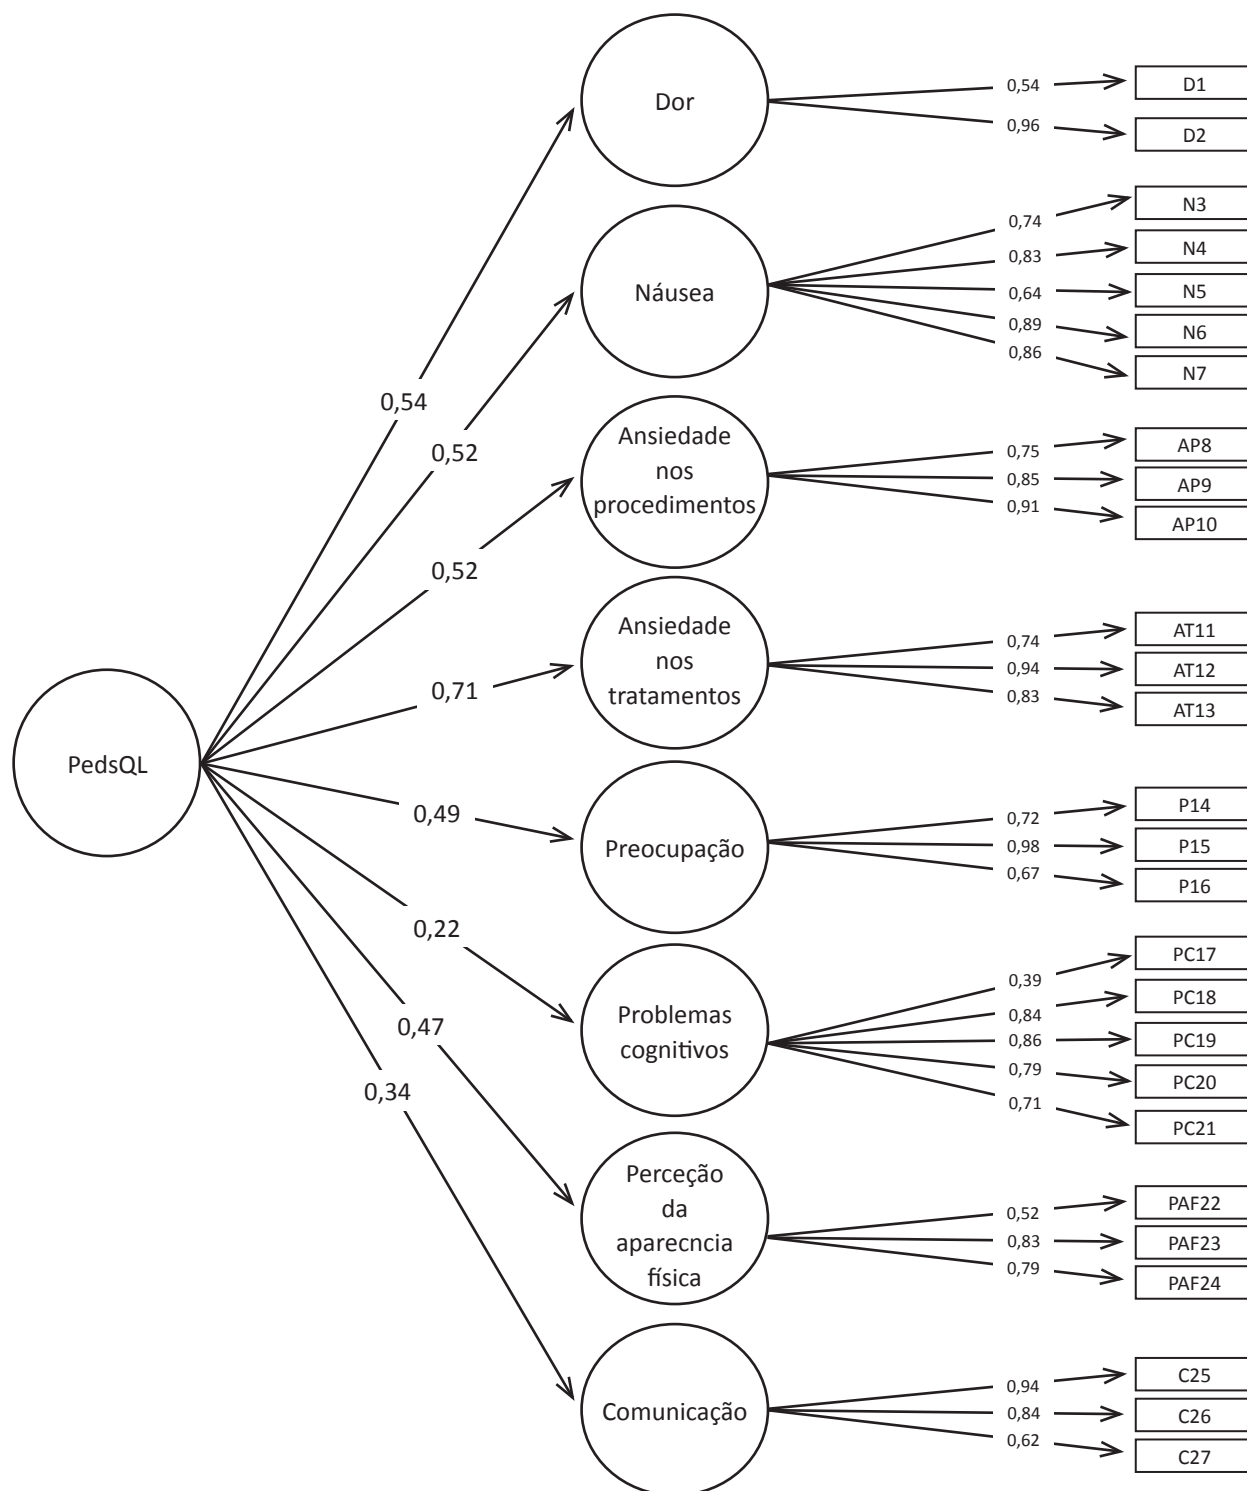 PedsQL
0,54
0,52
0,52
0,71
0,49
0,22
0,47
0,34
Dor
0,54
D1
0,96
D2
Náusea
0,74
N3
0,83
N4
0,64
N5
0,89
N6
0,86
N7
Ansiedade
nos
procedimentos
0,75
AP8
0,85
AP9
0,91
AP10
Ansiedade
nos
tratamentos
0,74
AT11
0,94
AT12
0,83
AT13
Preocupação
0,72
P14
0,98
P15
0,67
P16
Problemas
cognitivos
0,39
PC17
0,84
PC18
0,86
PC19
0,79
PC20
0,71
PC21
Perceção
da
aparecncia
física
0,52
PAF22
0,83
PAF23
0,79
PAF24
Comunicação
0,94
C25
0,84
C26
0,62
C27